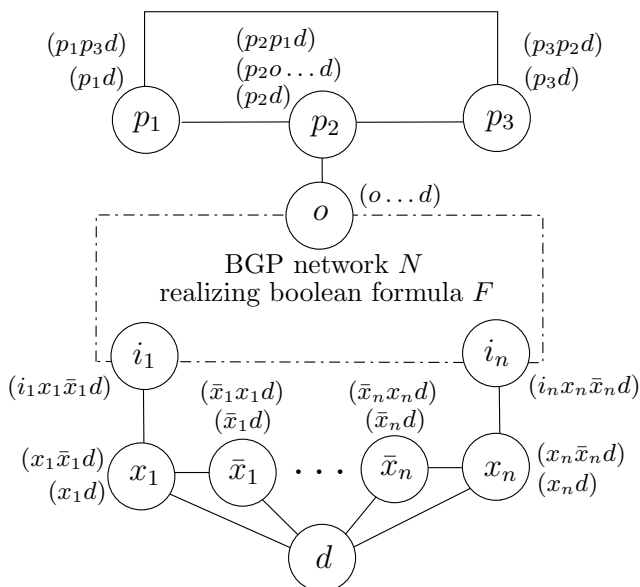 (p₁p₃d)
(p₁d)
(p₂p₁d)
(p₂o . . . d)
(p₂d)
(p₃p₂d)
(p₃d)
p₁
p₂
p₃
o
(o . . . d)
BGP network N
realizing boolean formula F
i₁
iₙ
(i₁x₁x̄₁d)
(iₙxₙx̄ₙd)
(x̄₁x₁d)
(x̄₁d)
(x̄ₙxₙd)
(x̄ₙd)
(x₁x̄₁d)
(x₁d)
x₁
x̄₁
. . .
x̄ₙ
xₙ
(xₙx̄ₙd)
(xₙd)
d